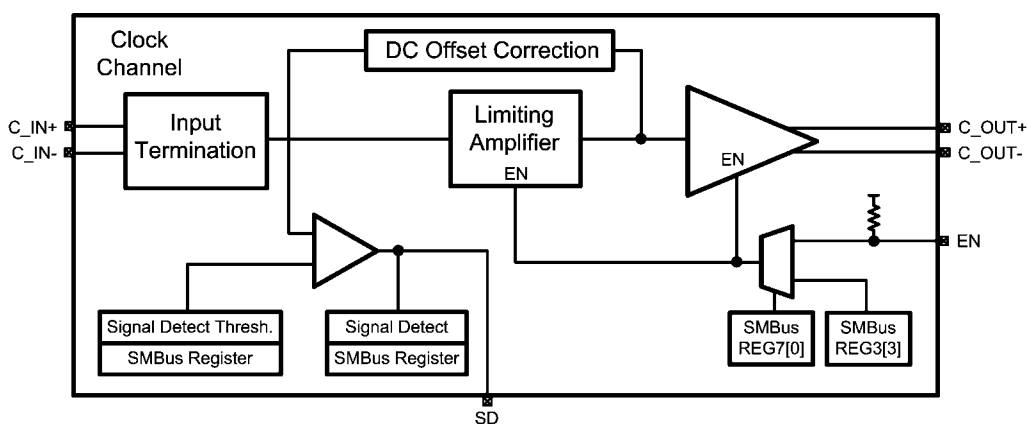 Clock
Channel
DC Offset Correction
C_IN+
C_IN-
Input
Termination
Limiting
Amplifier
EN
EN
C_OUT+
C_OUT-
EN
Signal Detect Thresh.
SMBus Register
Signal Detect
SMBus Register
SMBus
REG7[0]
SMBus
REG3[3]
SD